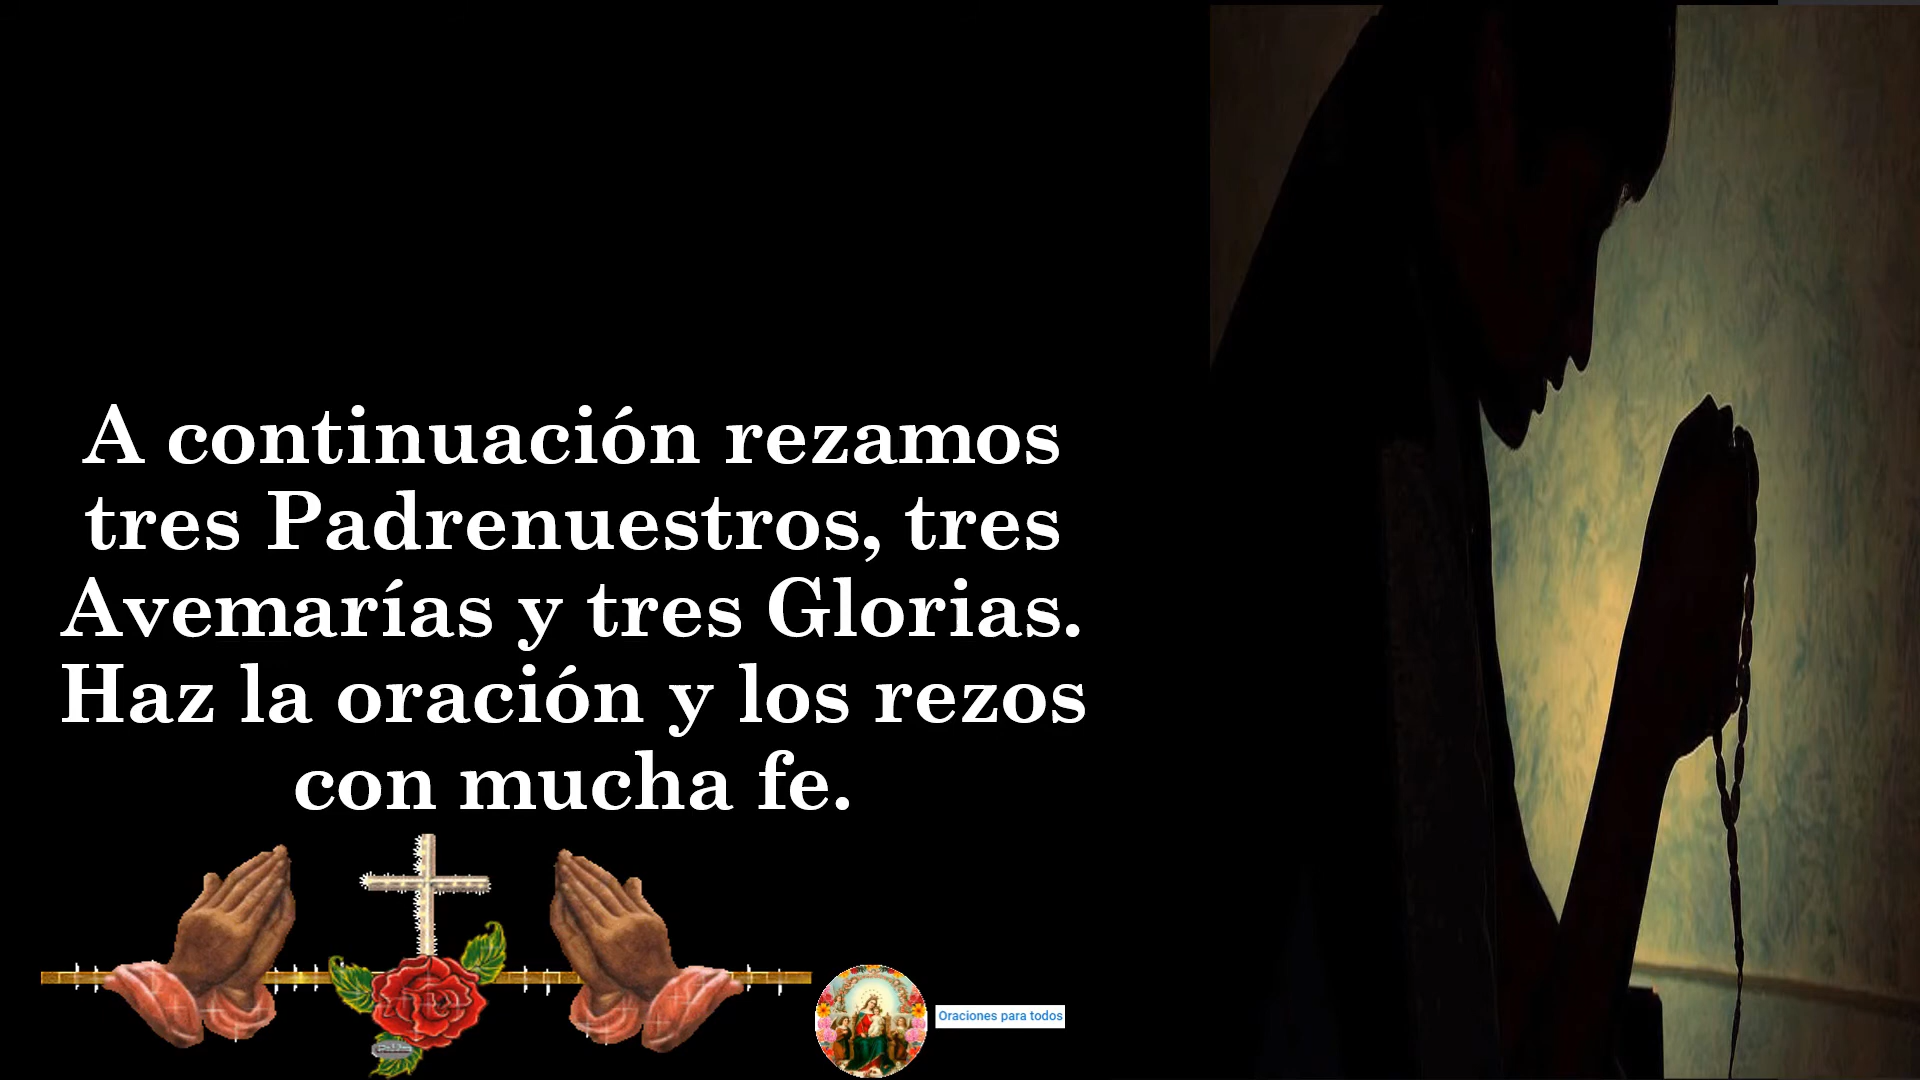 A continuación rezamos
tres Padrenuestros, tres
Avemarías y tres Glorias.
Haz la oración y los rezos
con mucha fe.
Oraciones para todos